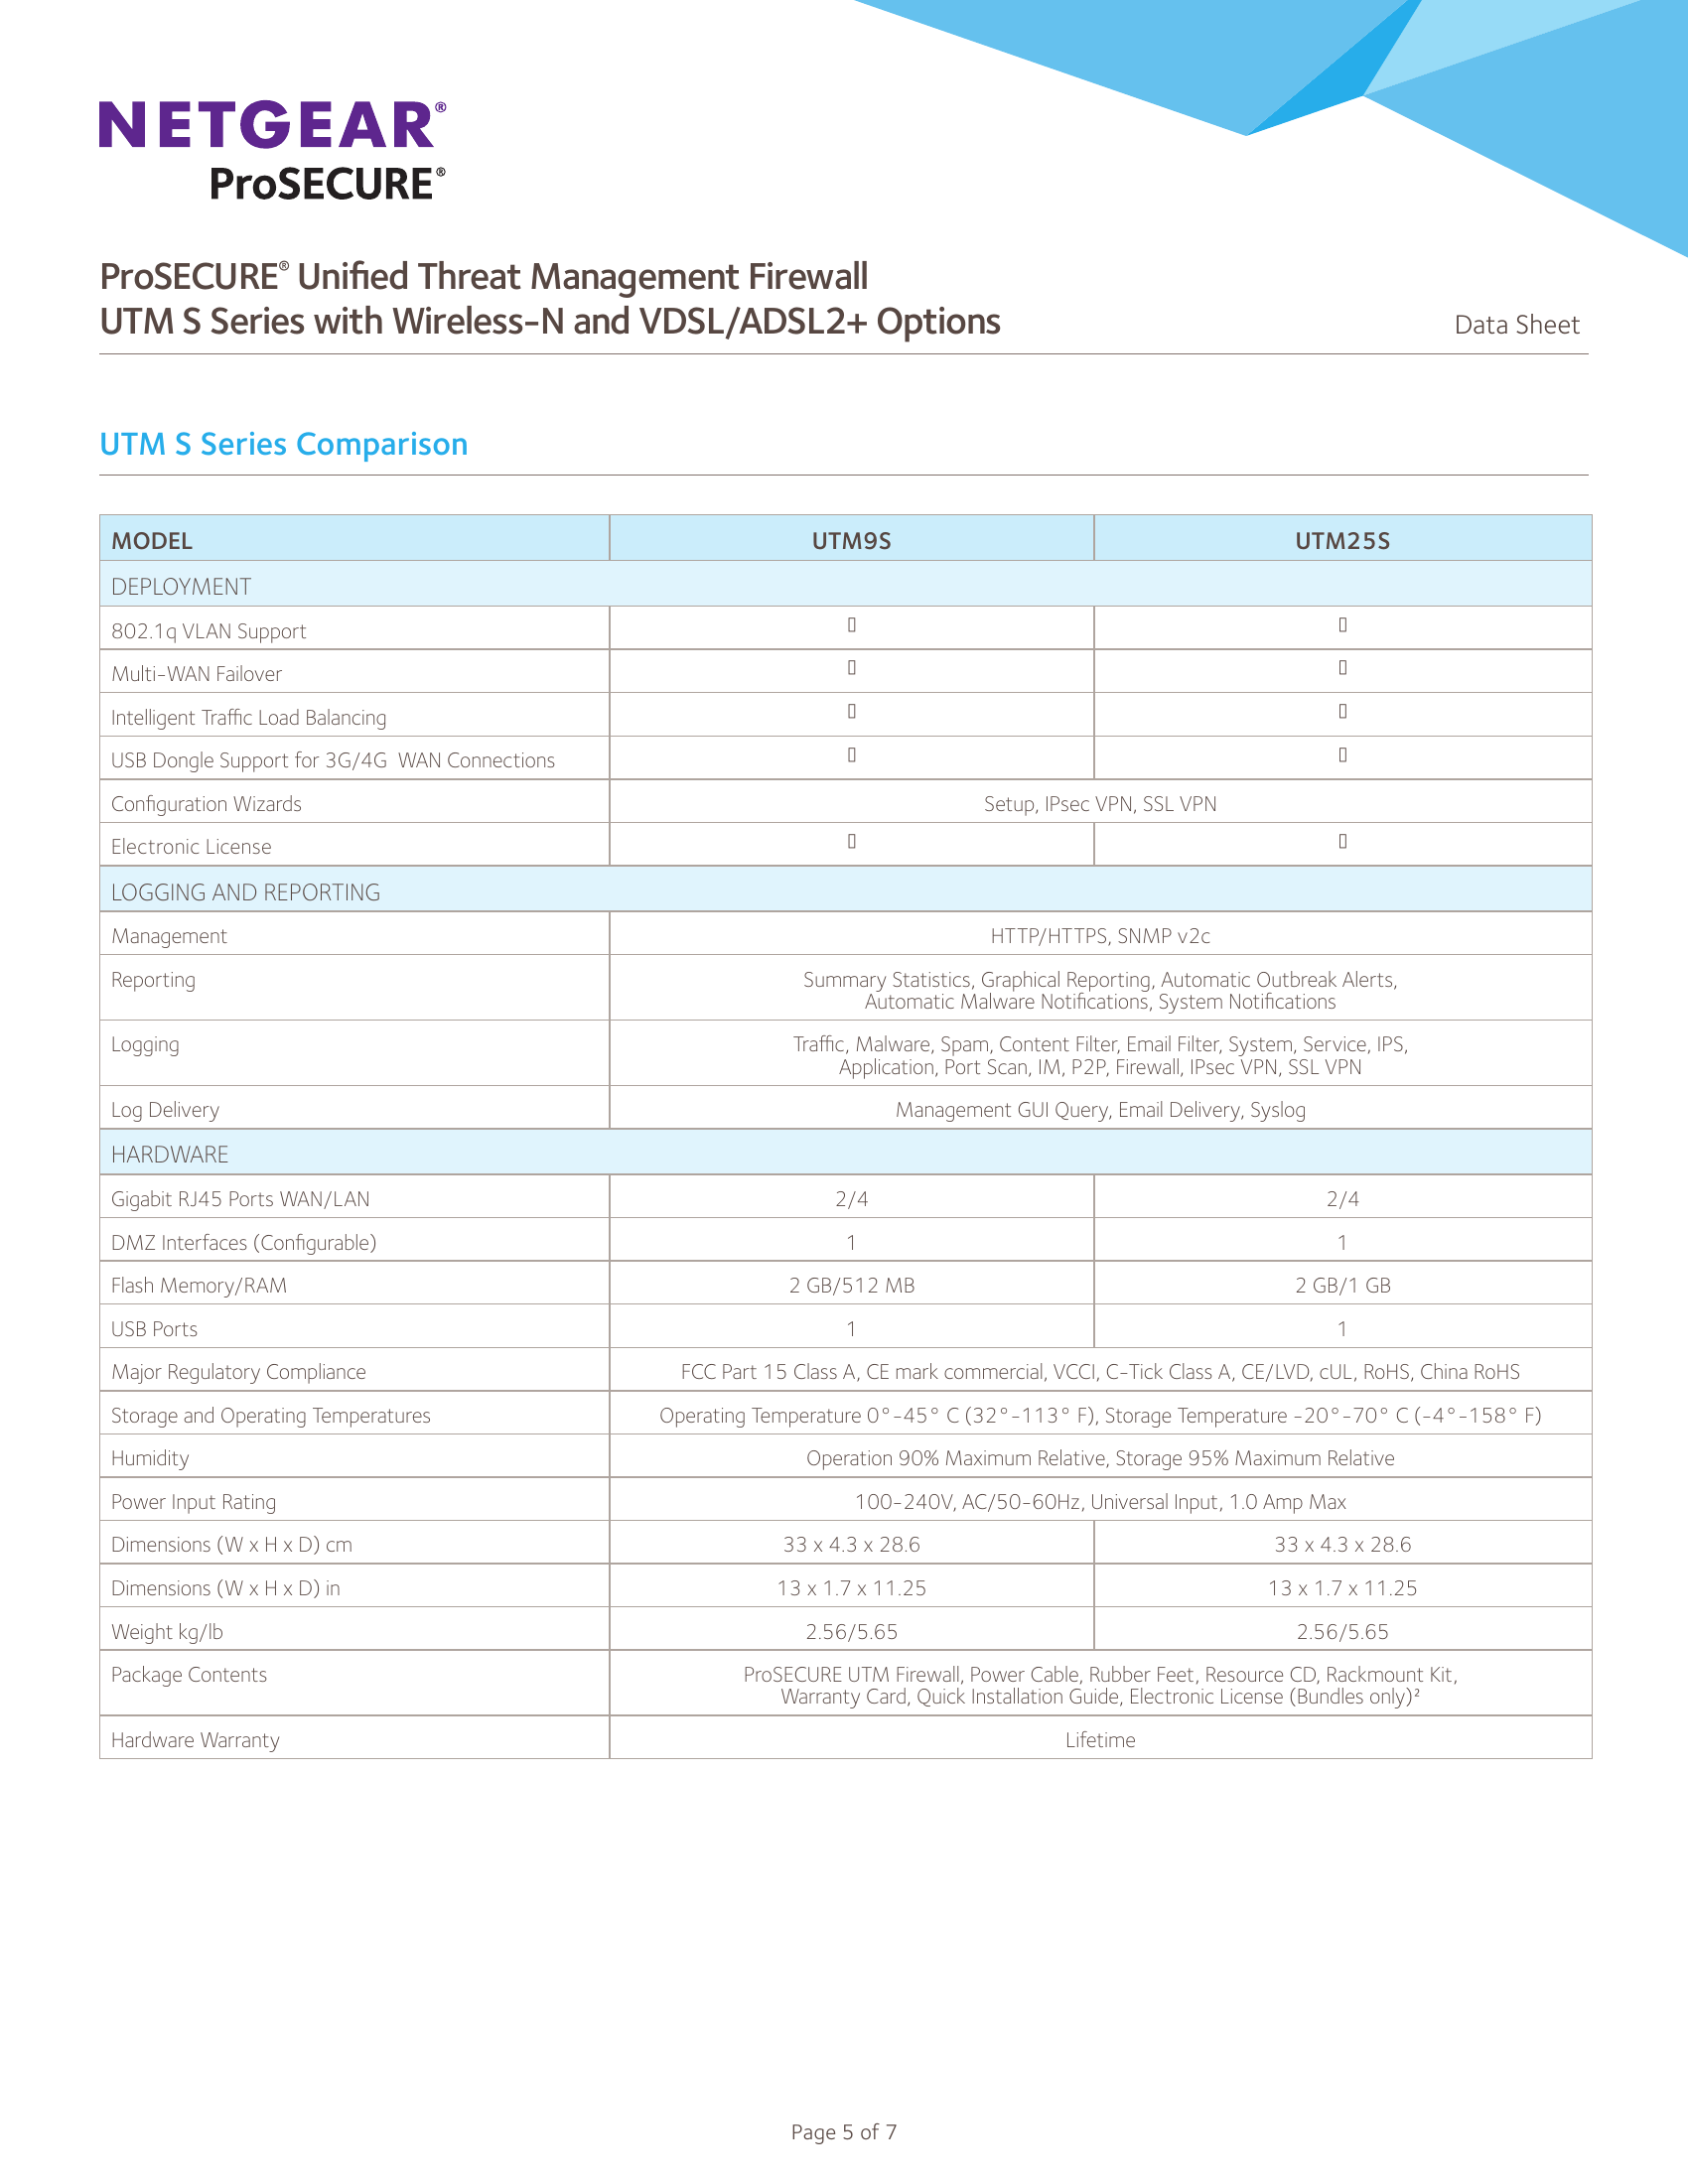 NETGEAR®
ProSECURE®
ProSECURE® Unified Threat Management Firewall
UTM S Series with Wireless-N and VDSL/ADSL2+ Options Data Sheet
UTM S Series Comparison
MODEL UTM9S UTM25S
DEPLOYMENT
802.1q VLAN Support ▯ ▯
Multi-WAN Failover ▯ ▯
Intelligent Traffic Load Balancing ▯ ▯
USB Dongle Support for 3G/4G WAN Connections ▯ ▯
Configuration Wizards Setup, IPsec VPN, SSL VPN
Electronic License ▯ ▯
LOGGING AND REPORTING
Management HTTP/HTTPS, SNMP v2c
Reporting Summary Statistics, Graphical Reporting, Automatic Outbreak Alerts,
Automatic Malware Notifications, System Notifications
Logging Traffic, Malware, Spam, Content Filter, Email Filter, System, Service, IPS,
Application, Port Scan, IM, P2P, Firewall, IPsec VPN, SSL VPN
Log Delivery Management GUI Query, Email Delivery, Syslog
HARDWARE
Gigabit RJ45 Ports WAN/LAN 2/4 2/4
DMZ Interfaces (Configurable) 1 1
Flash Memory/RAM 2 GB/512 MB 2 GB/1 GB
USB Ports 1 1
Major Regulatory Compliance FCC Part 15 Class A, CE mark commercial, VCCI, C-Tick Class A, CE/LVD, cUL, RoHS, China RoHS
Storage and Operating Temperatures Operating Temperature 0°-45° C (32°-113° F), Storage Temperature -20°-70° C (-4°-158° F)
Humidity Operation 90% Maximum Relative, Storage 95% Maximum Relative
Power Input Rating 100-240V, AC/50-60Hz, Universal Input, 1.0 Amp Max
Dimensions (W x H x D) cm 33 x 4.3 x 28.6 33 x 4.3 x 28.6
Dimensions (W x H x D) in 13 x 1.7 x 11.25 13 x 1.7 x 11.25
Weight kg/lb 2.56/5.65 2.56/5.65
Package Contents ProSECURE UTM Firewall, Power Cable, Rubber Feet, Resource CD, Rackmount Kit,
Warranty Card, Quick Installation Guide, Electronic License (Bundles only)²
Hardware Warranty Lifetime
Page 5 of 7